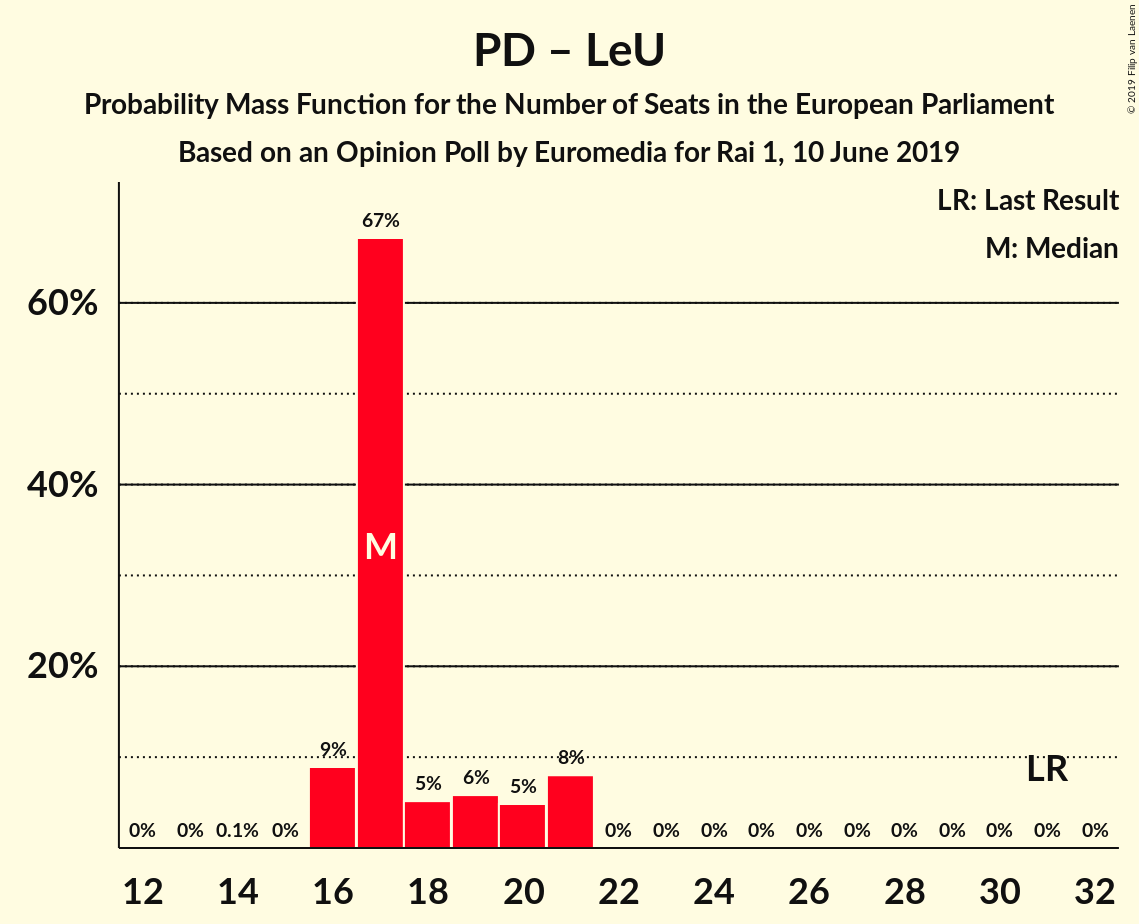 PD – LeU
Probability Mass Function for the Number of Seats in the European Parliament
Based on an Opinion Poll by Euromedia for Rai 1, 10 June 2019
© 2019 Filip van Laenen
LR: Last Result
M: Median
67%
60%
40%
M
20%
9%
8%
LR
5%
6%
5%
0% 0% 0.1% 0% 0% 0% 0% 0% 0% 0% 0% 0% 0% 0% 0%
12 14 16 18 20 22 24 26 28 30 32